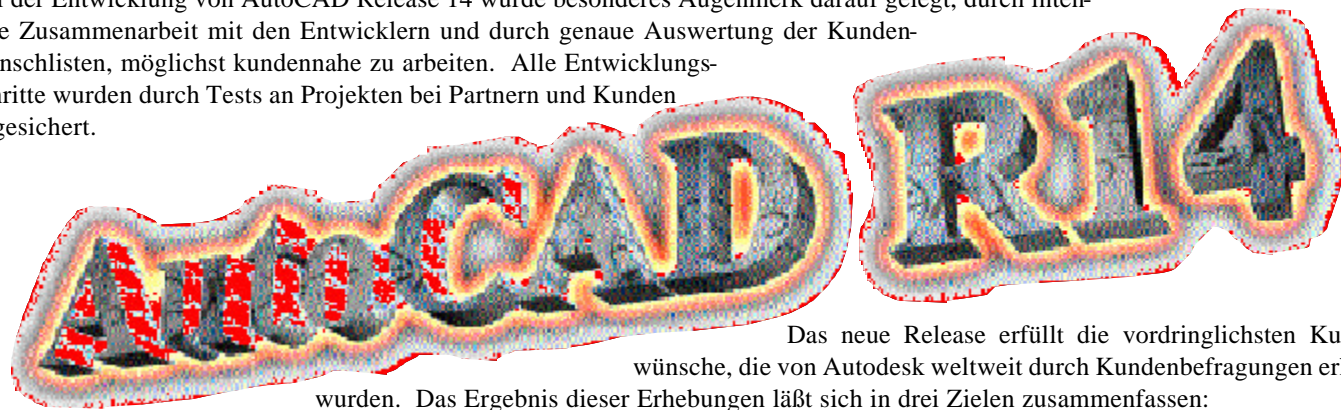 der Entwicklung von AutoCAD Release 14 wurde besonderes Augenmerk darauf gelegt, durch inten-
e Zusammenarbeit mit den Entwicklern und durch genaue Auswertung der Kunden-
nschlisten, möglichst kundennahe zu arbeiten. Alle Entwicklungs-
ritte wurden durch Tests an Projekten bei Partnern und Kunden
gesichert.
AutoCAD R14
Das neue Release erfüllt die vordringlichsten Ku
wünsche, die von Autodesk weltweit durch Kundenbefragungen er
wurden. Das Ergebnis dieser Erhebungen läßt sich in drei Zielen zusammenfassen: